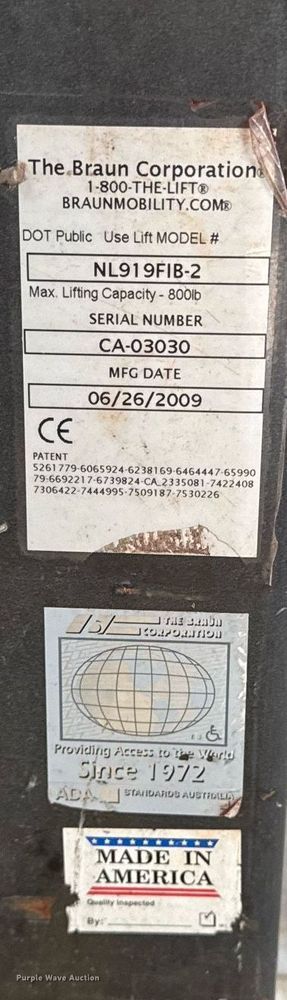 The Braun Corporation®
1-800-THE-LIFT®
BRAUNMOBILITY.COM®
DOT Public Use Lift MODEL #
NL919FIB-2
Max. Lifting Capacity - 800lb
SERIAL NUMBER
CA-03030
MFG DATE
06/26/2009
CE
PATENT
5261779-6065924-6238169-6464447-65990
79-6692217-6739824-CA_2335081-7422408
7306422-7444995-7509187-7530226
THE BRAUN
CORPORATION
Providing Access to the World
Since 1972
ADA STANDARDS AUSTRALIA
MADE IN
AMERICA
Quality Inspected
By:
Purple Wave Auction